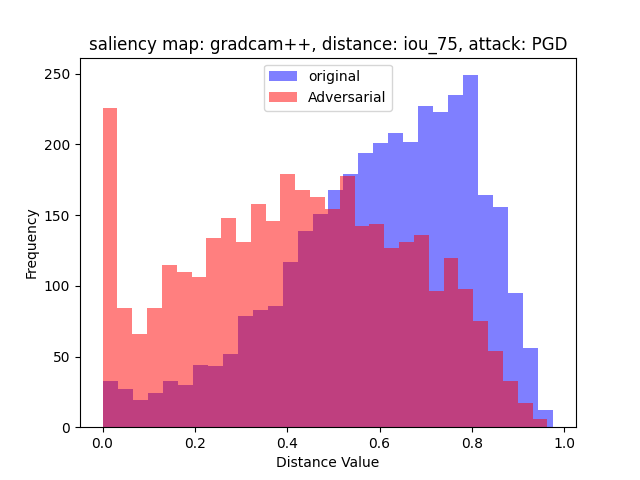 saliency map: gradcam++, distance: iou_75, attack: PGD
original
Adversarial
Frequency
250
200
150
100
50
0
0.0 0.2 0.4 0.6 0.8 1.0
Distance Value